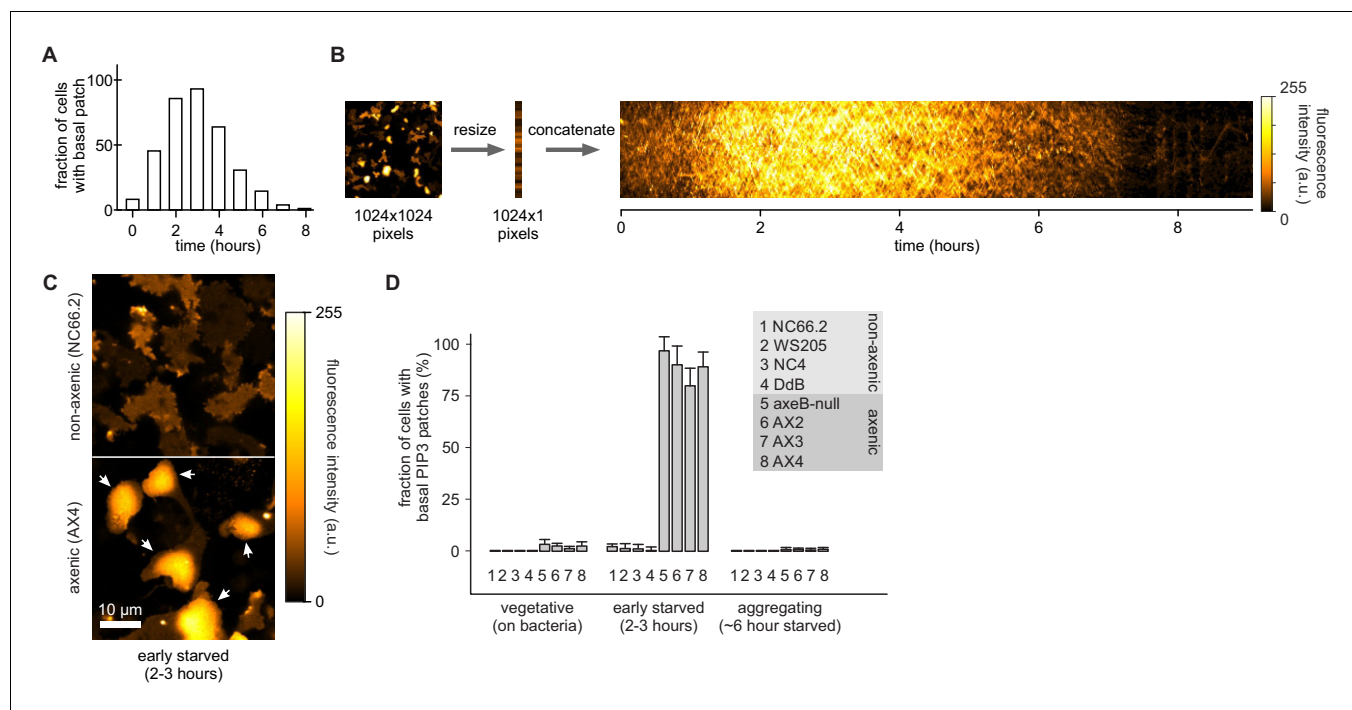 A
fraction of cells
with basal patch
100
50
0
0 2 4 6 8
time (hours)
B
resize
concatenate
1024x1024
pixels
1024x1
pixels
0 2 4 6 8
time (hours)
255
0
fluorescence
intensity (a.u.)
C
non-axenic (NC66.2)
axenic (AX4)
10 µm
early starved
(2-3 hours)
255
0
fluorescence intensity (a.u.)
D
fraction of cells with
basal PIP3 patches (%)
100
75
50
25
0
1 2 3 4 5 6 7 8 1 2 3 4 5 6 7 8 1 2 3 4 5 6 7 8
vegetative early starved aggregating
(on bacteria) (2-3 hours) (~6 hour starved)
1 NC66.2
2 WS205
3 NC4
4 DdB
non-axenic
5 axeB-null
6 AX2
7 AX3
8 AX4
axenic